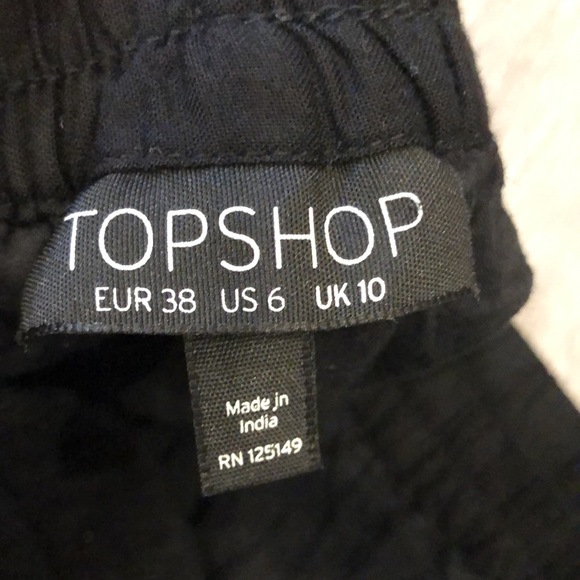 TOPSHOP
EUR 38 US 6 UK 10
Made in
India
RN 125149